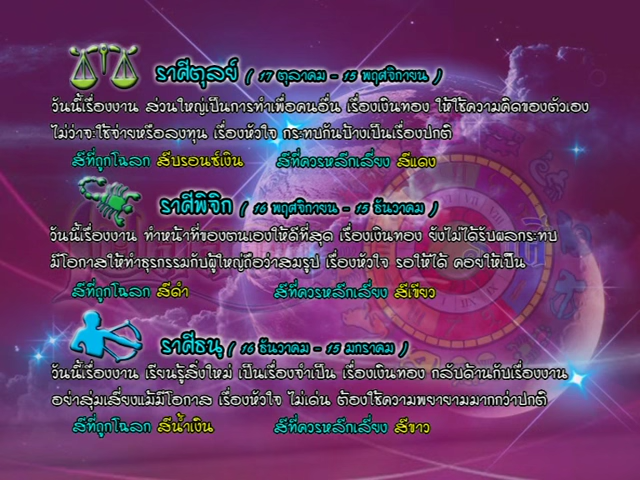 ราศีตุลย์ ( 17 ตุลาคม - 15 พฤศจิกายน )
วันนี้เรื่องงาน ส่วนใหญ่เป็นการทำเพื่อคนอื่น เรื่องเงินทอง ให้ใช้ความคิดของตัวเอง
ไม่ว่าจะใช้จ่ายหรือลงทุน เรื่องหัวใจ กระทบกันบ้างเป็นเรื่องปกติ
สีที่ถูกโฉลก สีบรอนซ์เงิน สีที่ควรหลีกเลี่ยง สีแดง
ราศีพิจิก ( 16 พฤศจิกายน - 15 ธันวาคม )
วันนี้เรื่องงาน ทำหน้าที่ของตนเองให้ดีที่สุด เรื่องเงินทอง ยังไม่ได้รับผลกระทบ
มีโอกาสให้ทำธุรกรรมกับผู้ใหญ่ถือว่าสมรูป เรื่องหัวใจ รอให้ได้ คอยให้เป็น
สีที่ถูกโฉลก สีดำ สีที่ควรหลีกเลี่ยง สีเขียว
ราศีธนู ( 16 ธันวาคม - 15 มกราคม )
วันนี้เรื่องงาน เรียนรู้สิ่งใหม่ เป็นเรื่องจำเป็น เรื่องเงินทอง กลับด้านกับเรื่องงาน
อย่าสุ่มเสี่ยงแม้มีโอกาส เรื่องหัวใจ ไม่เด่น ต้องใช้ความพยายามมากกว่าปกติ
สีที่ถูกโฉลก สีน้ำเงิน สีที่ควรหลีกเลี่ยง สีขาว